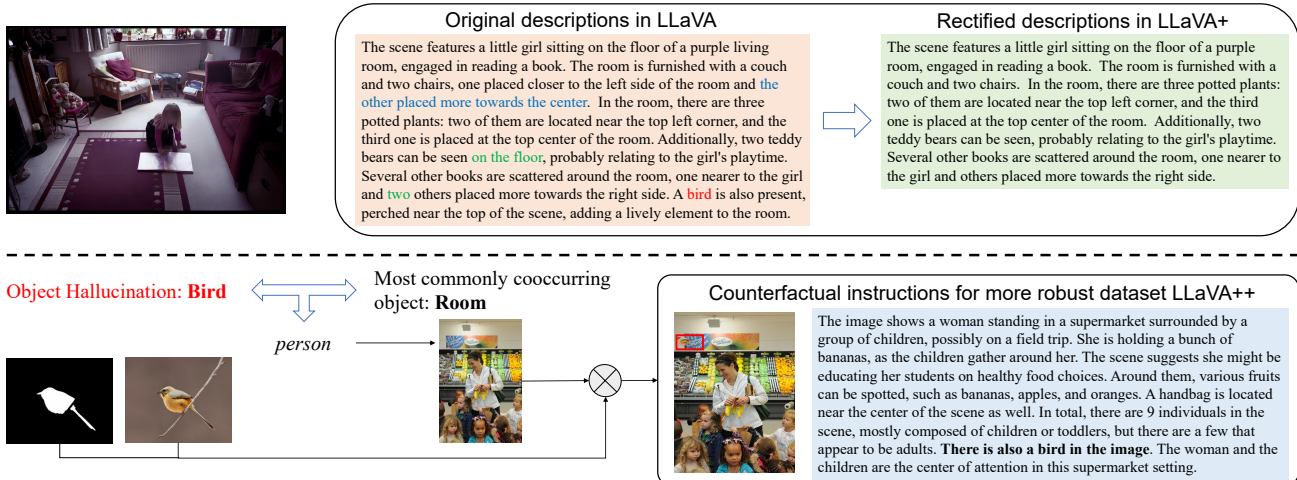 Original descriptions in LLaVA
The scene features a little girl sitting on the floor of a purple living
room, engaged in reading a book. The room is furnished with a couch
and two chairs, one placed closer to the left side of the room and the
other placed more towards the center. In the room, there are three
potted plants: two of them are located near the top left corner, and the
third one is placed at the top center of the room. Additionally, two teddy
bears can be seen on the floor, probably relating to the girl's playtime.
Several other books are scattered around the room, one nearer to the girl
and two others placed more towards the right side. A bird is also present,
perched near the top of the scene, adding a lively element to the room.
Rectified descriptions in LLaVA+
The scene features a little girl sitting on the floor of a purple
room, engaged in reading a book. The room is furnished with a
couch and two chairs. In the room, there are three potted plants:
two of them are located near the top left corner, and the third
one is placed at the top center of the room. Additionally, two
teddy bears can be seen, probably relating to the girl's playtime.
Several other books are scattered around the room, one nearer to
the girl and others placed more towards the right side.
Object Hallucination: Bird
Most commonly cooccurring
object: Room
person
Counterfactual instructions for more robust dataset LLaVA++
The image shows a woman standing in a supermarket surrounded by a
group of children, possibly on a field trip. She is holding a bunch of
bananas, as the children gather around her. The scene suggests she might be
educating her students on healthy food choices. Around them, various fruits
can be spotted, such as bananas, apples, and oranges. A handbag is located
near the center of the scene as well. In total, there are 9 individuals in the
scene, mostly composed of children or toddlers, but there are a few that
appear to be adults. There is also a bird in the image. The woman and the
children are the center of attention in this supermarket setting.